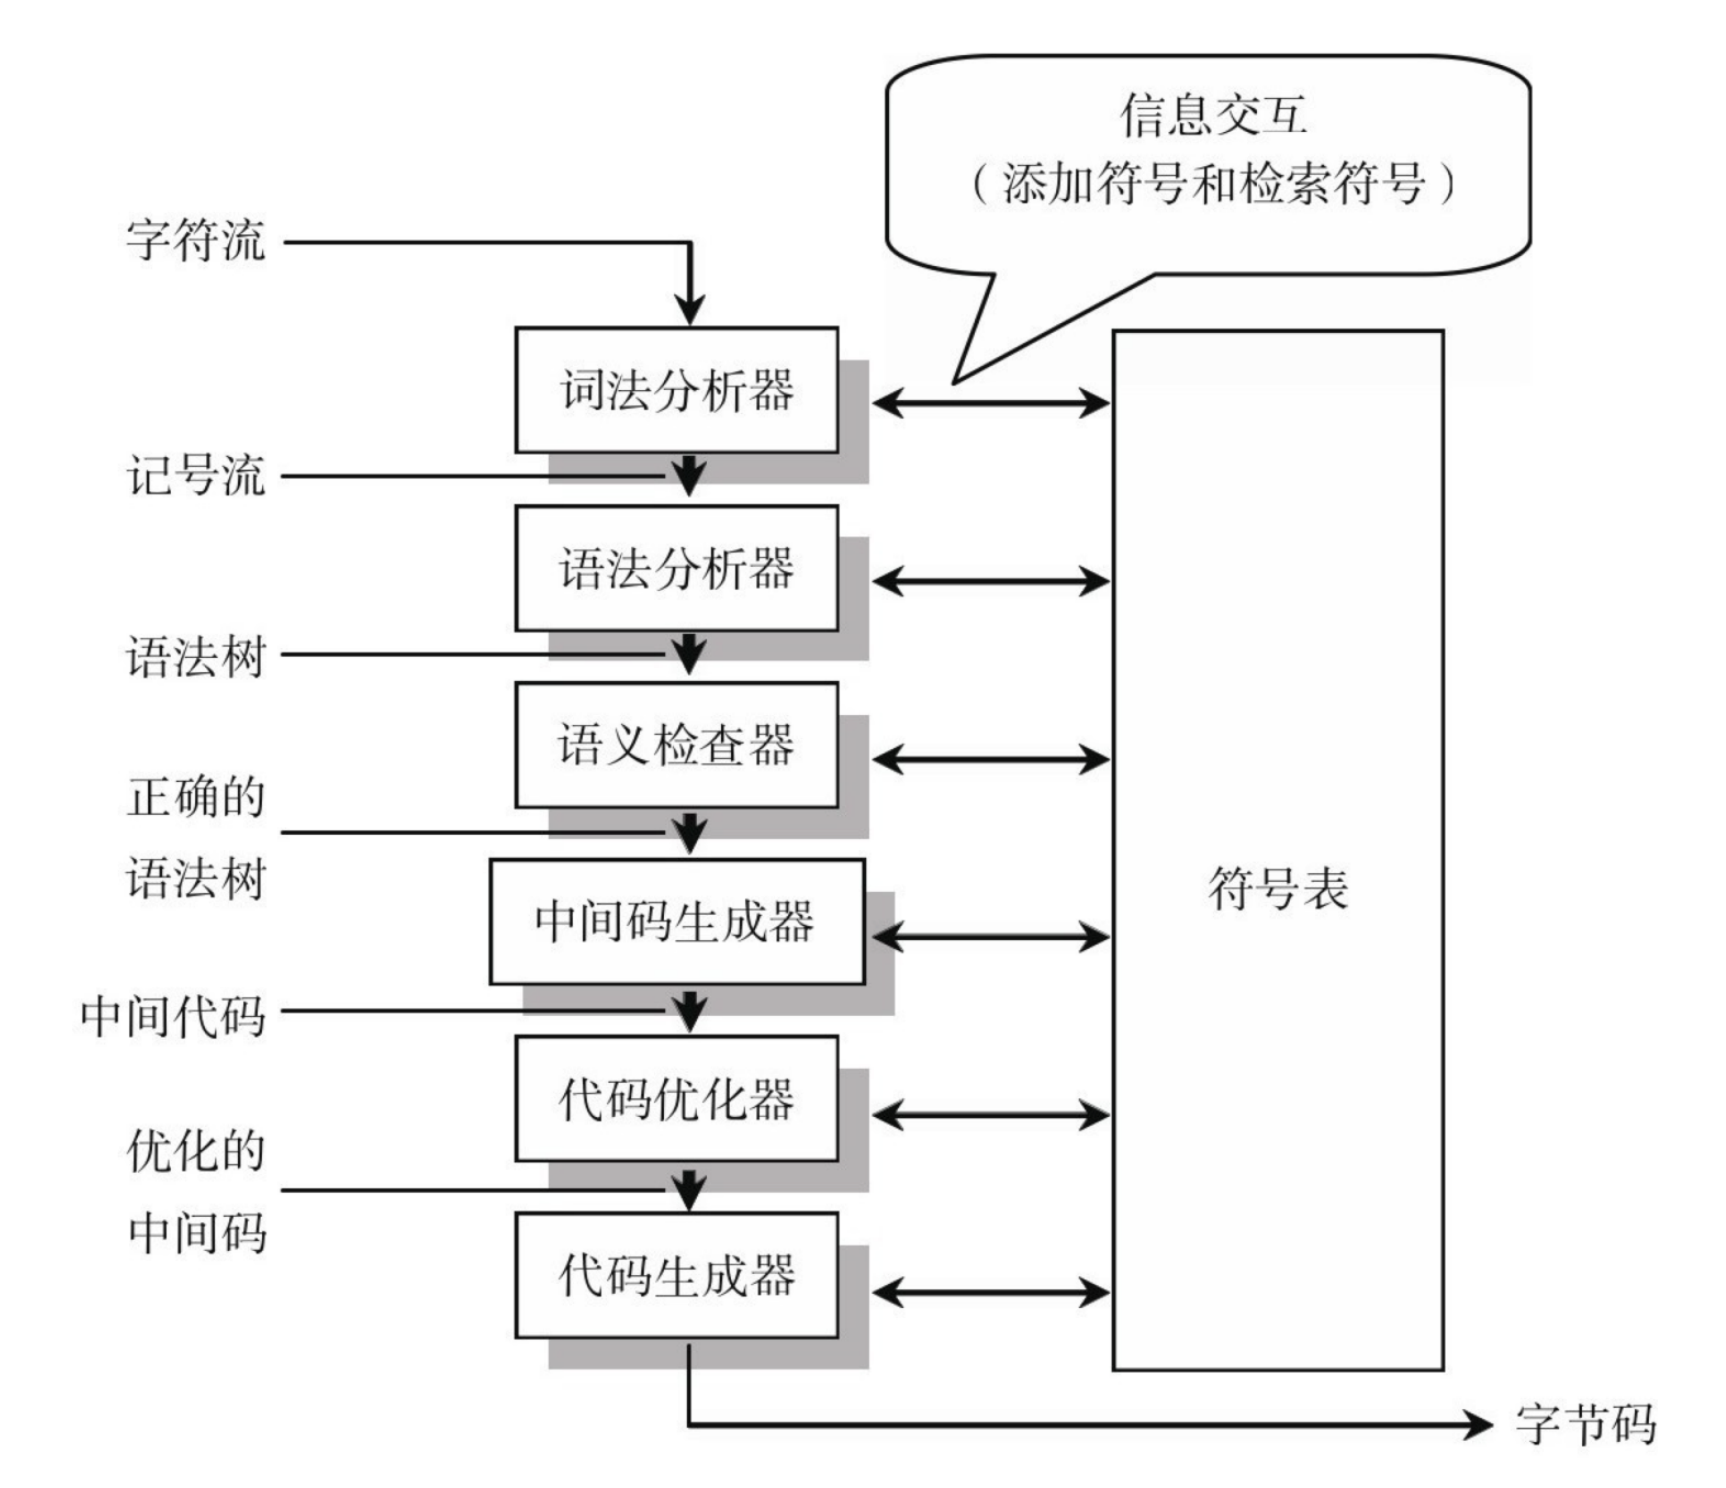 信息交互
（添加符号和检索符号）
字符流
词法分析器
记号流
语法分析器
语法树
语义检查器
正确的
语法树
中间码生成器
符号表
中间代码
代码优化器
优化的
中间码
代码生成器
字节码